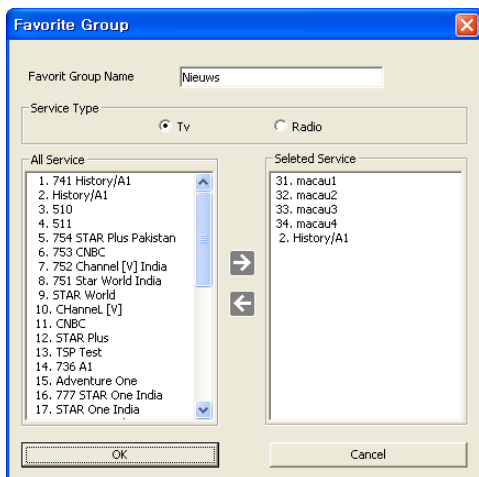 Favorite Group
Favorit Group Name
Nieuws
Service Type
Tv
Radio
All Service
1. 741 History/A1
2. History/A1
3. 510
4. 511
5. 754 STAR Plus Pakistan
6. 753 CNBC
7. 752 Channel [V] India
8. 751 Star World India
9. STAR World
10. CHanneL [V]
11. CNBC
12. STAR Plus
13. TSP Test
14. 736 A1
15. Adventure One
16. 777 STAR One India
17. STAR One India
Seleted Service
31. macau1
32. macau2
33. macau3
34. macau4
2. History/A1
OK
Cancel